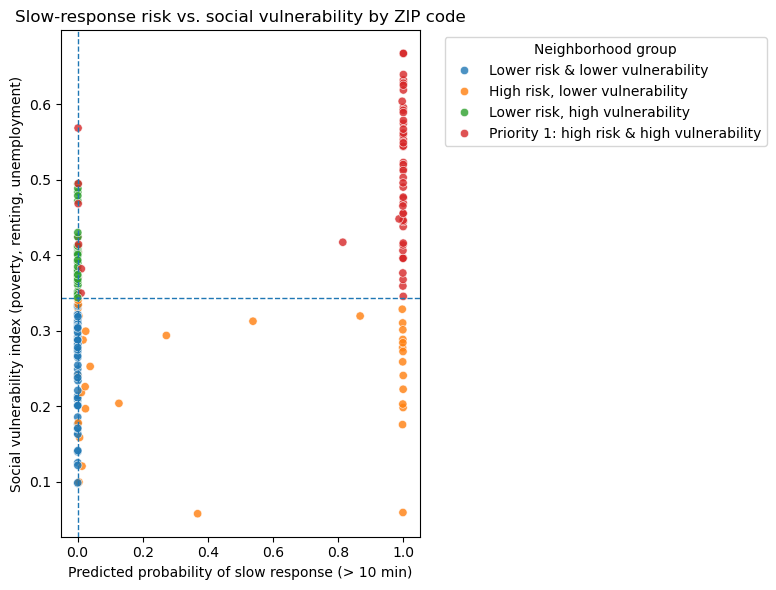 Slow-response risk vs. social vulnerability by ZIP code
Social vulnerability index (poverty, renting, unemployment)
0.6
0.5
0.4
0.3
0.2
0.1
0.0 0.2 0.4 0.6 0.8 1.0
Predicted probability of slow response (> 10 min)
Neighborhood group
Lower risk & lower vulnerability
High risk, lower vulnerability
Lower risk, high vulnerability
Priority 1: high risk & high vulnerability